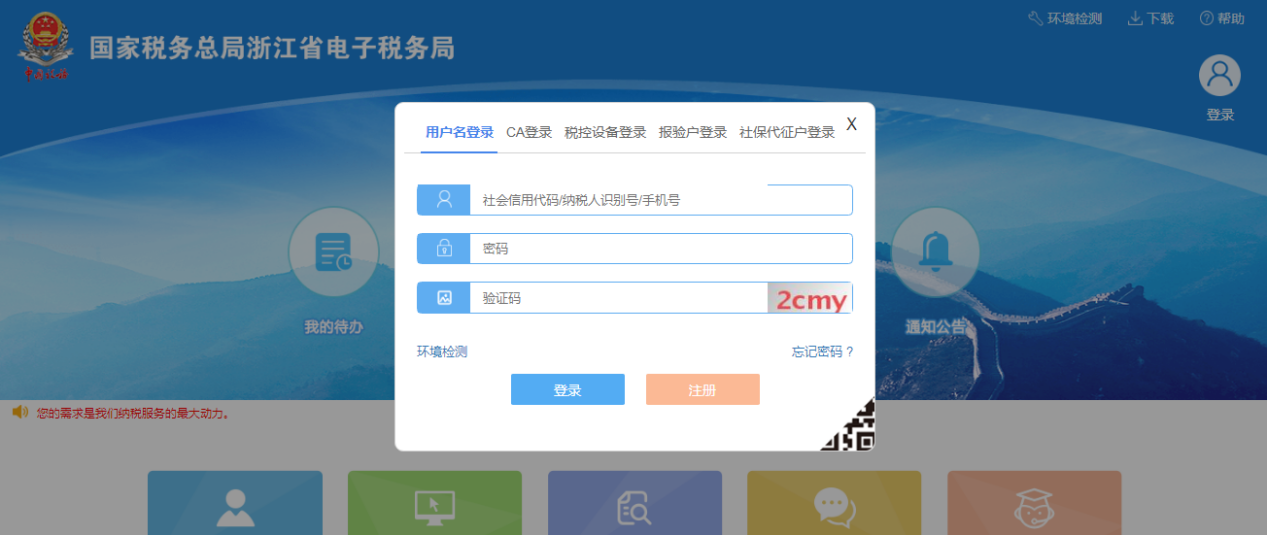 环境检测 下载 帮助
国家税务总局浙江省电子税务局
登录
用户名登录 CA登录 税控设备登录 报验户登录 社保代征户登录 X
社会信用代码/纳税人识别号/手机号
密码
验证码 2cmy
我的待办 通知公告
环境检测 忘记密码？
登录 注册
您的需求是我们纳税服务的最大动力。